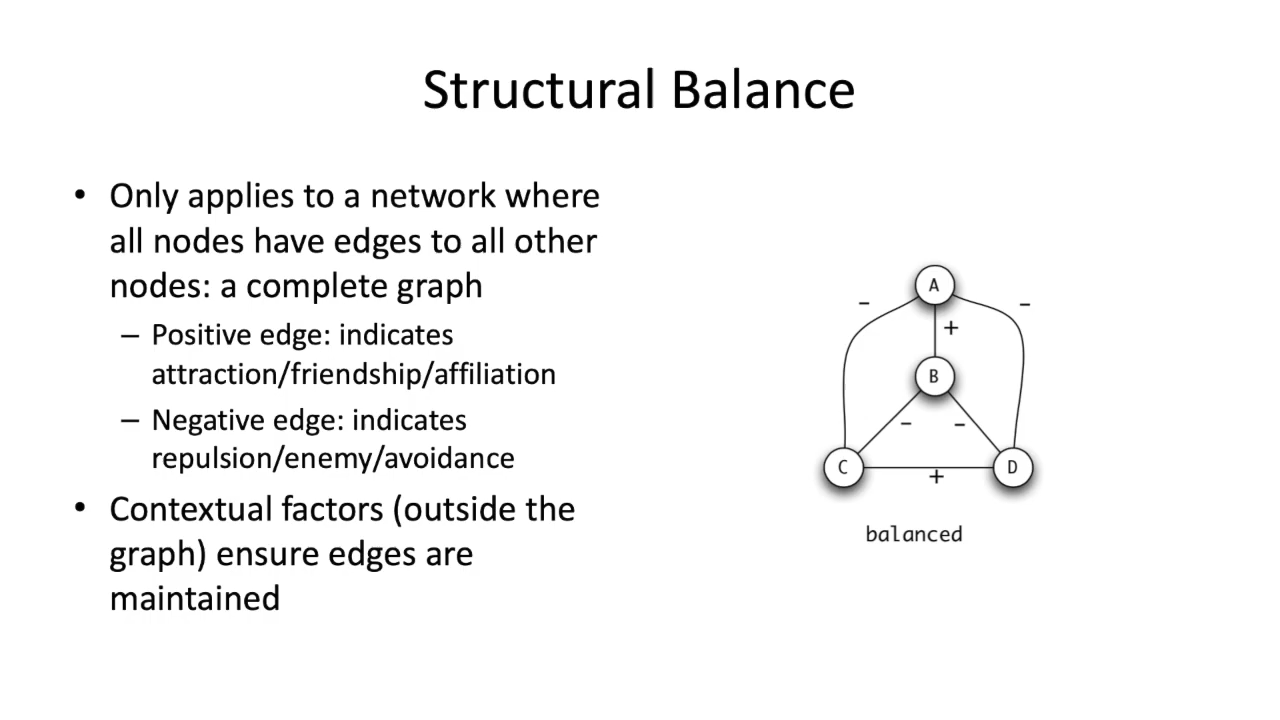 Structural Balance
• Only applies to a network where
all nodes have edges to all other
nodes: a complete graph
– Positive edge: indicates
attraction/friendship/affiliation
– Negative edge: indicates
repulsion/enemy/avoidance
• Contextual factors (outside the
graph) ensure edges are
maintained
A
- -
+
B
- -
C D
+
balanced